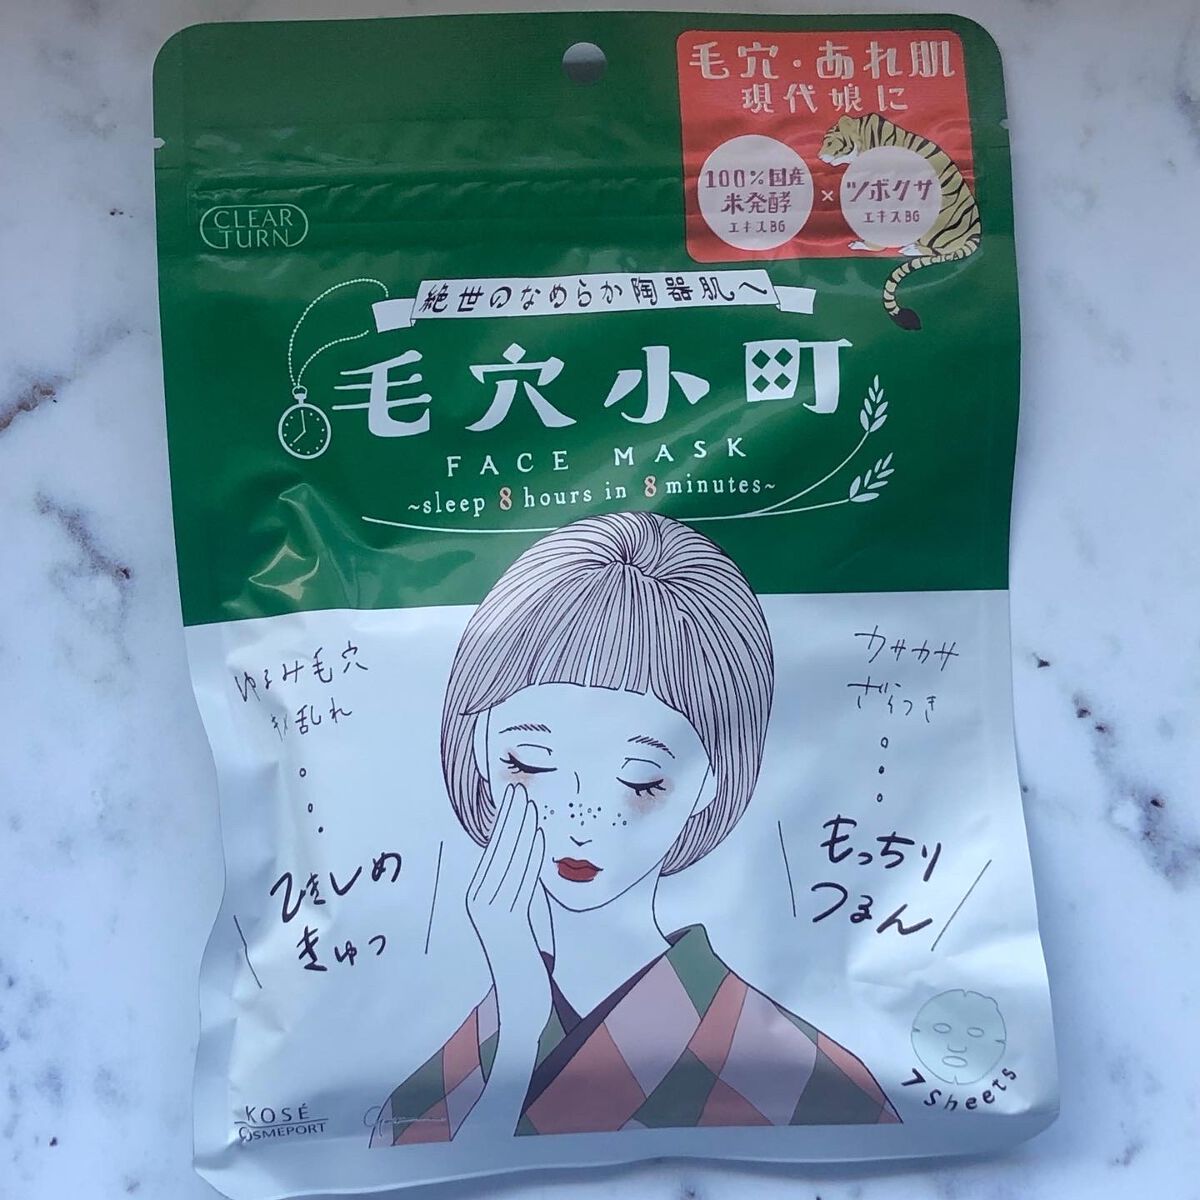 毛穴・あれ肌
現代娘に
100%国産
米発酵
エキスBG
×
ツボクサ
エキスBG
CICA
CLEAR
TURN
絶世のなめらか陶器肌へ
毛穴小町
FACE MASK
~sleep 8 hours in 8 minutes~
ゆるみ毛穴
キメ乱れ
ひきしめ
きゅっ
カサカサ
ざらつき
もっちり
つるん
7 sheets
KOSÉ
COSMEPORT